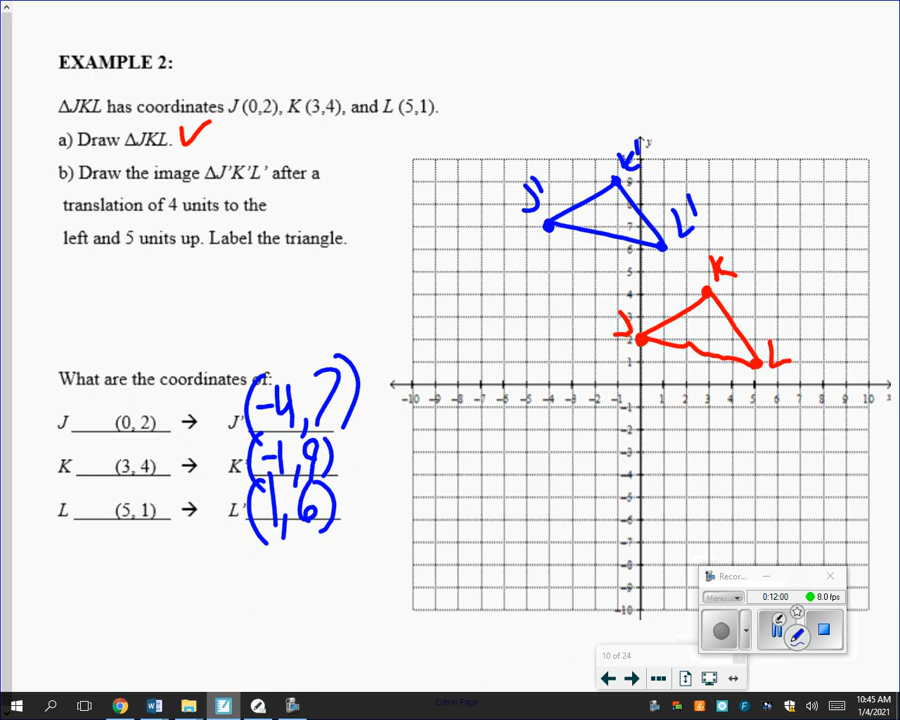 EXAMPLE 2:
ΔJKL has coordinates J (0,2), K (3,4), and L (5,1).
a) Draw ΔJKL. ✓
b) Draw the image ΔJ'K'L' after a
translation of 4 units to the
left and 5 units up. Label the triangle.
What are the coordinates of:
J (0, 2) → J' (-4, 7)
K (3, 4) → K' (-1, 9)
L (5, 1) → L' (1, 6)
y
K'
J'
L'
K
J
L
9
8
7
6
5
4
3
2
1
-10 -9 -8 -7 -6 -5 -4 -3 -2 -1 1 2 3 4 5 6 7 8 9 10 x
-1
-2
-3
-4
-5
-6
-7
-8
-9
-10
Recor...
Menu
0:12:00
8.0 fps
10 of 24
10:45 AM
1/4/2021